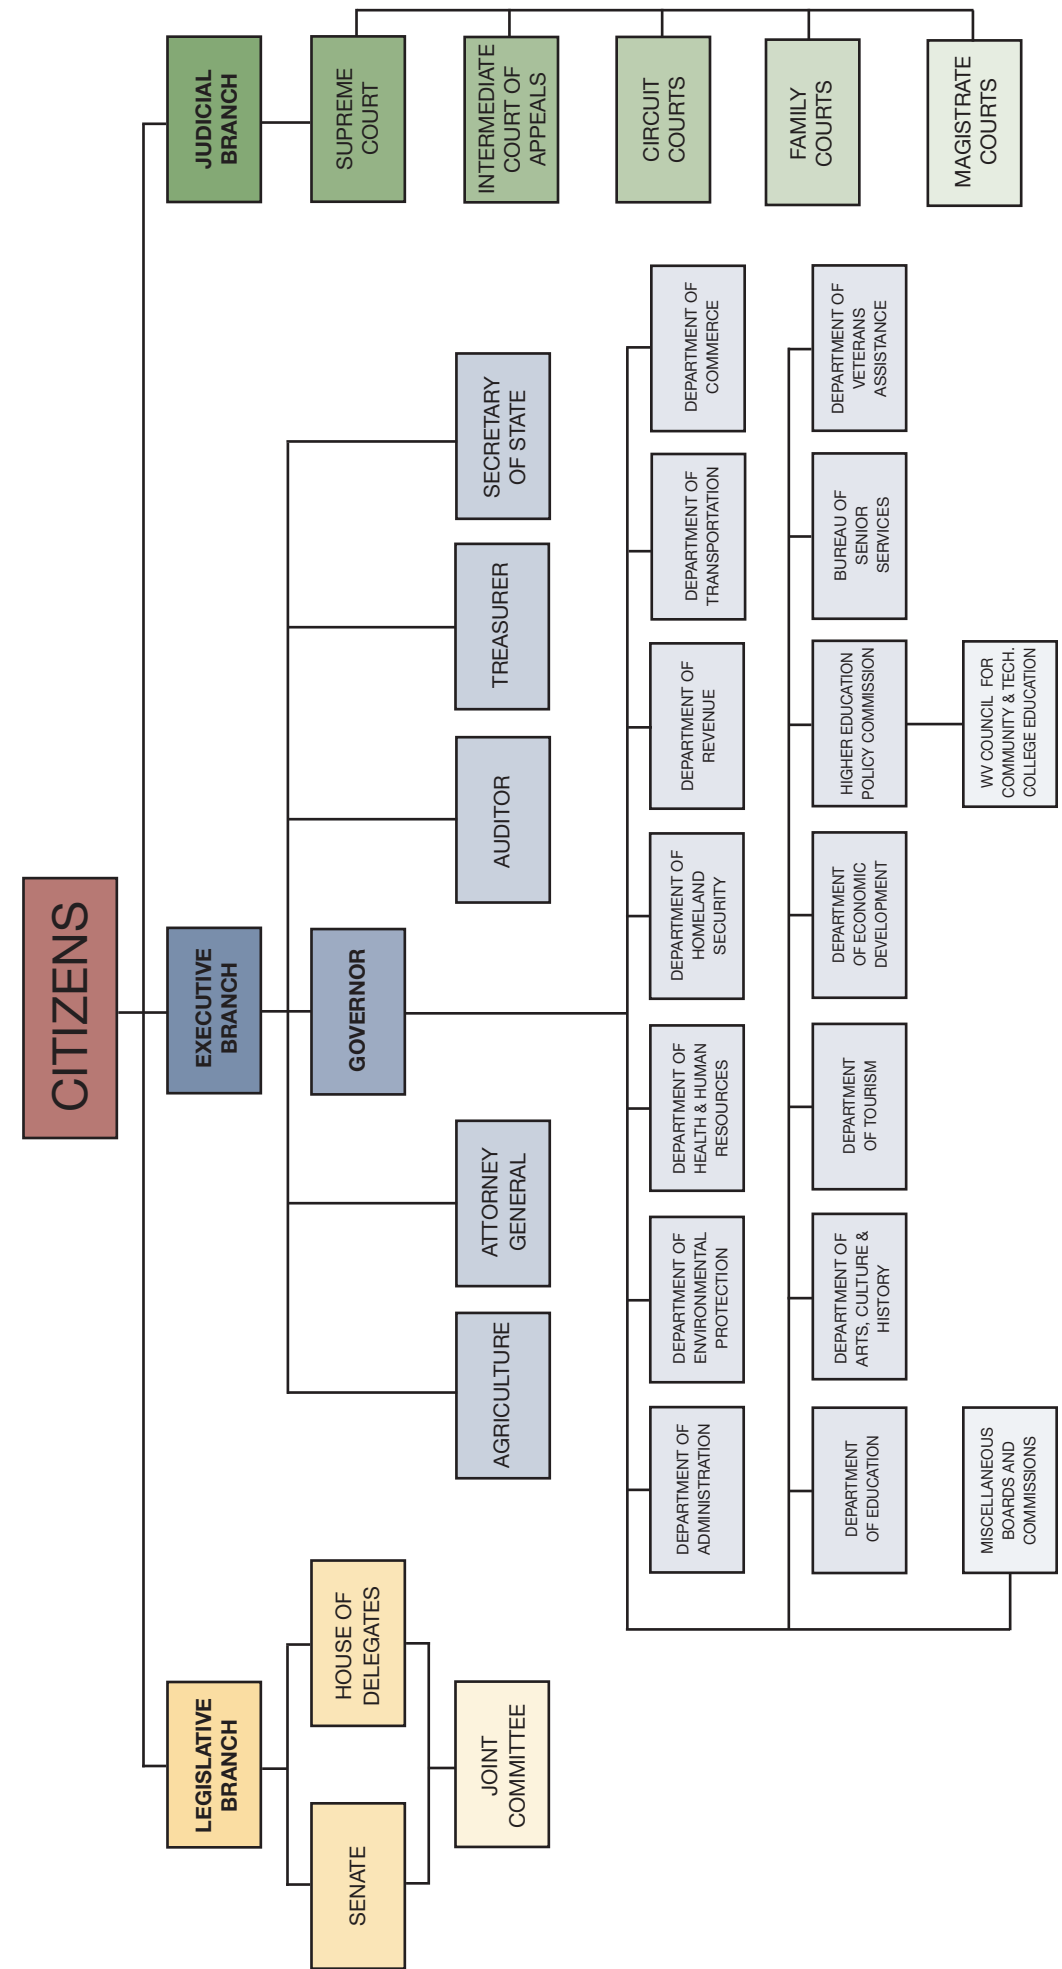 CITIZENS
LEGISLATIVE
BRANCH
EXECUTIVE
BRANCH
JUDICIAL
BRANCH
SENATE
HOUSE OF
DELEGATES
GOVERNOR
SUPREME
COURT
JOINT
COMMITTEE
AGRICULTURE
ATTORNEY
GENERAL
AUDITOR
TREASURER
SECRETARY
OF STATE
INTERMEDIATE
COURT OF
APPEALS
CIRCUIT
COURTS
DEPARTMENT OF
ADMINISTRATION
DEPARTMENT OF
ENVIRONMENTAL
PROTECTION
DEPARTMENT OF
HEALTH & HUMAN
RESOURCES
DEPARTMENT OF
HOMELAND
SECURITY
DEPARTMENT OF
REVENUE
DEPARTMENT OF
TRANSPORTATION
DEPARTMENT OF
COMMERCE
FAMILY
COURTS
DEPARTMENT
OF EDUCATION
DEPARTMENT OF
ARTS, CULTURE &
HISTORY
DEPARTMENT
OF TOURISM
DEPARTMENT
OF ECONOMIC
DEVELOPMENT
HIGHER EDUCATION
POLICY COMMISSION
BUREAU OF
SENIOR
SERVICES
DEPARTMENT OF
VETERANS
ASSISTANCE
MAGISTRATE
COURTS
MISCELLANEOUS
BOARDS AND
COMMISSIONS
WV COUNCIL FOR
COMMUNITY & TECH.
COLLEGE EDUCATION